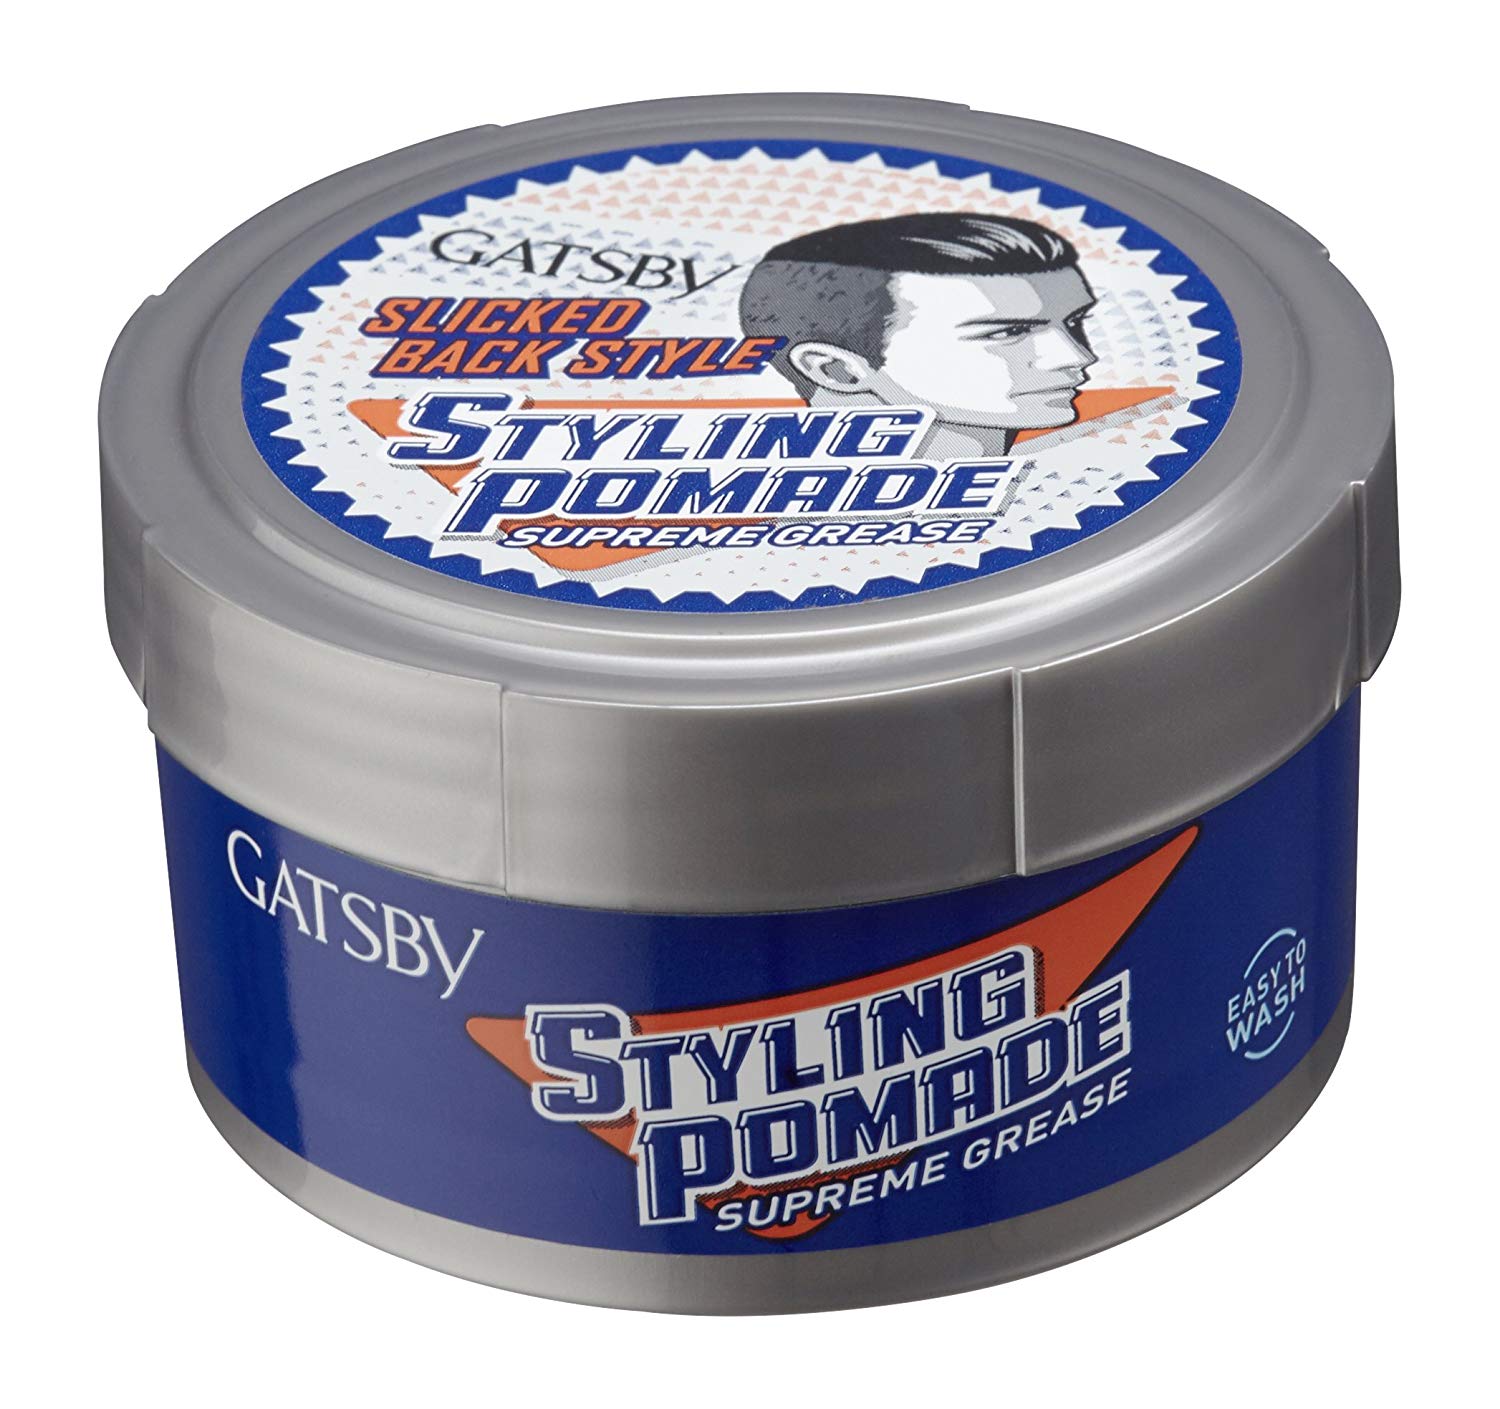 GATSBY
SLICKED
BACK STYLE
STYLING
POMADE
SUPREME GREASE
GATSBY
STYLING
POMADE
SUPREME GREASE
EASY TO
WASH